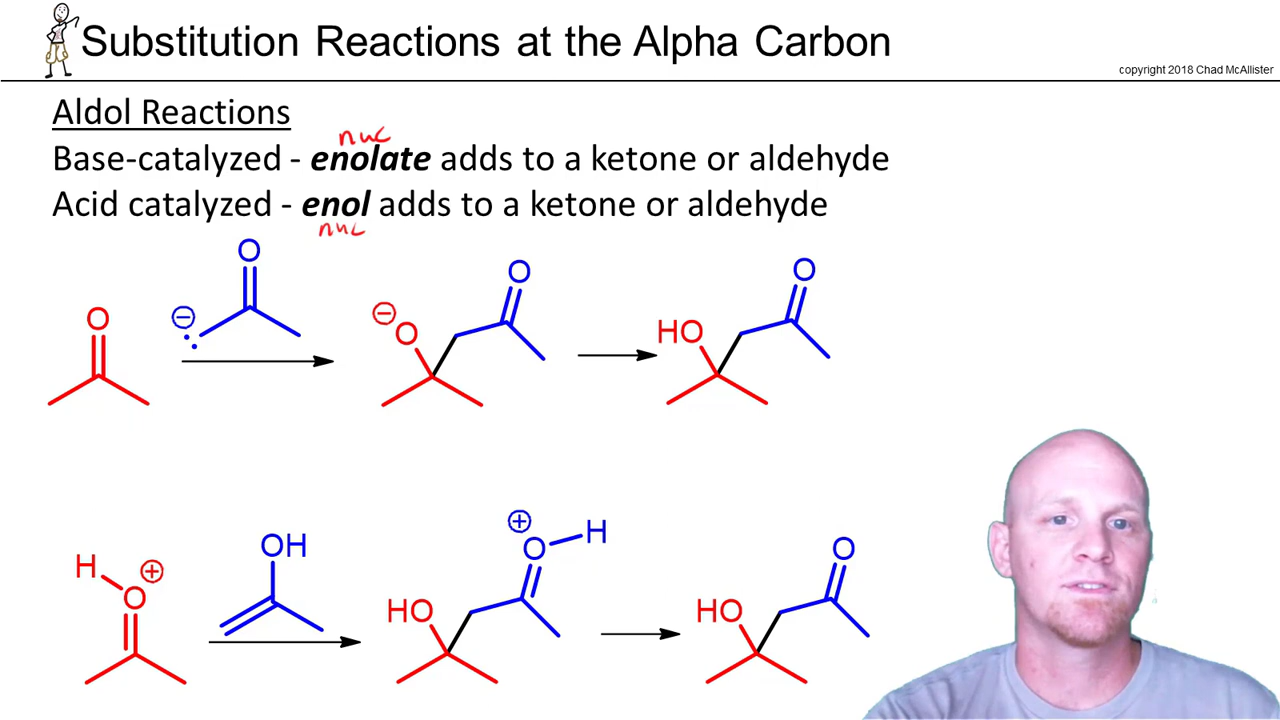 Substitution Reactions at the Alpha Carbon
copyright 2018 Chad McAllister
Aldol Reactions
nuc
Base-catalyzed - enolate adds to a ketone or aldehyde
Acid catalyzed - enol adds to a ketone or aldehyde
nuc
O
O
⊖
O
⊖
O
O
HO
O
H
⊕
O
OH
⊕
O
H
HO
O
HO